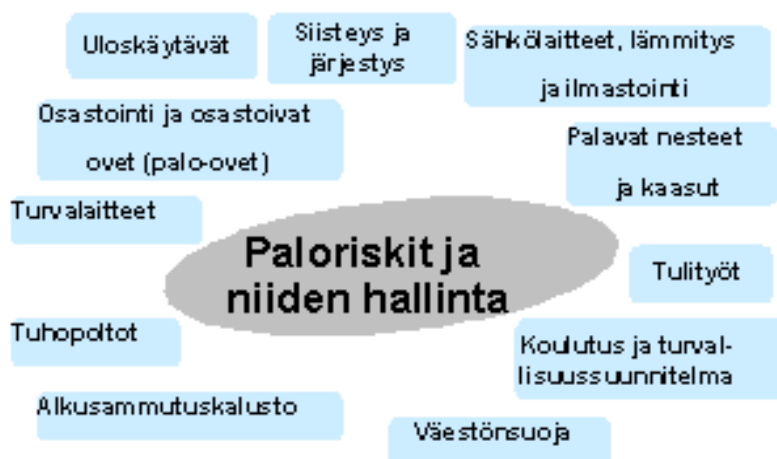 Uloskäytävät
Siisteys ja
järjestys
Sähkölaitteet, lämmitys
ja ilmastointi
Osastointi ja osastoivat
ovet (palo-ovet)
Palavat nesteet
ja kaasut
Turvalaitteet
Paloriskit ja
niiden hallinta
Tulityöt
Tuhopoltot
Koulutus ja turval-
lisuussuunnitelma
Alkusammutuskalusto
Väestönsuoja